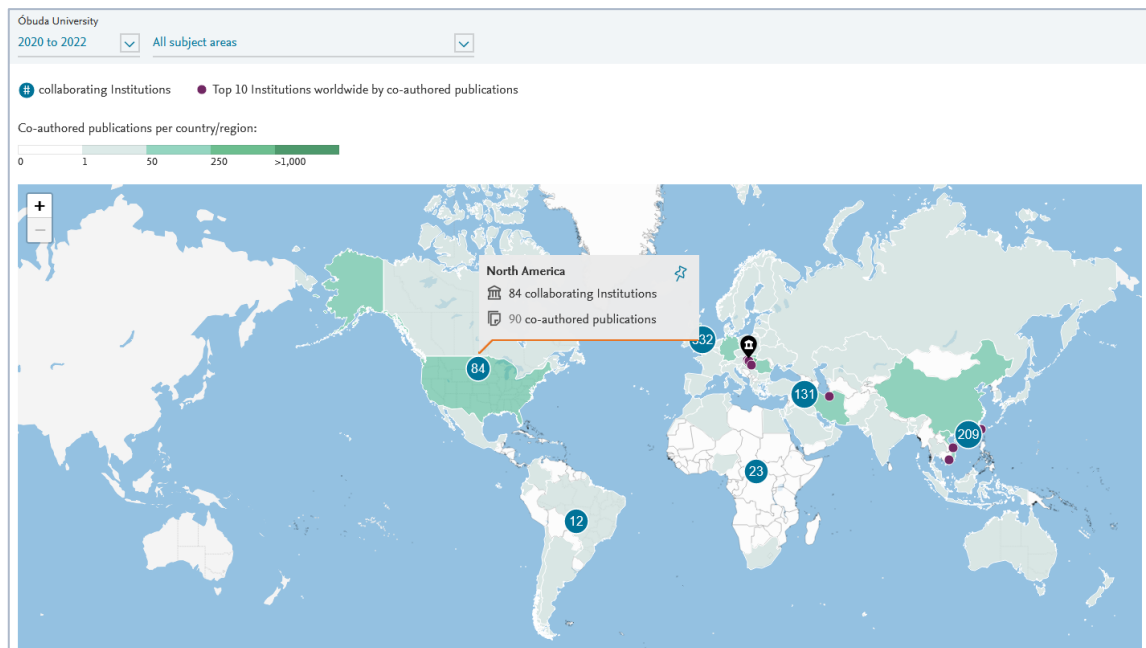 Óbuda University
2020 to 2022 All subject areas
# collaborating Institutions Top 10 Institutions worldwide by co-authored publications
Co-authored publications per country/region:
0 1 50 250 >1,000
+
−
North America
84 collaborating Institutions
90 co-authored publications
84
131
209
23
12